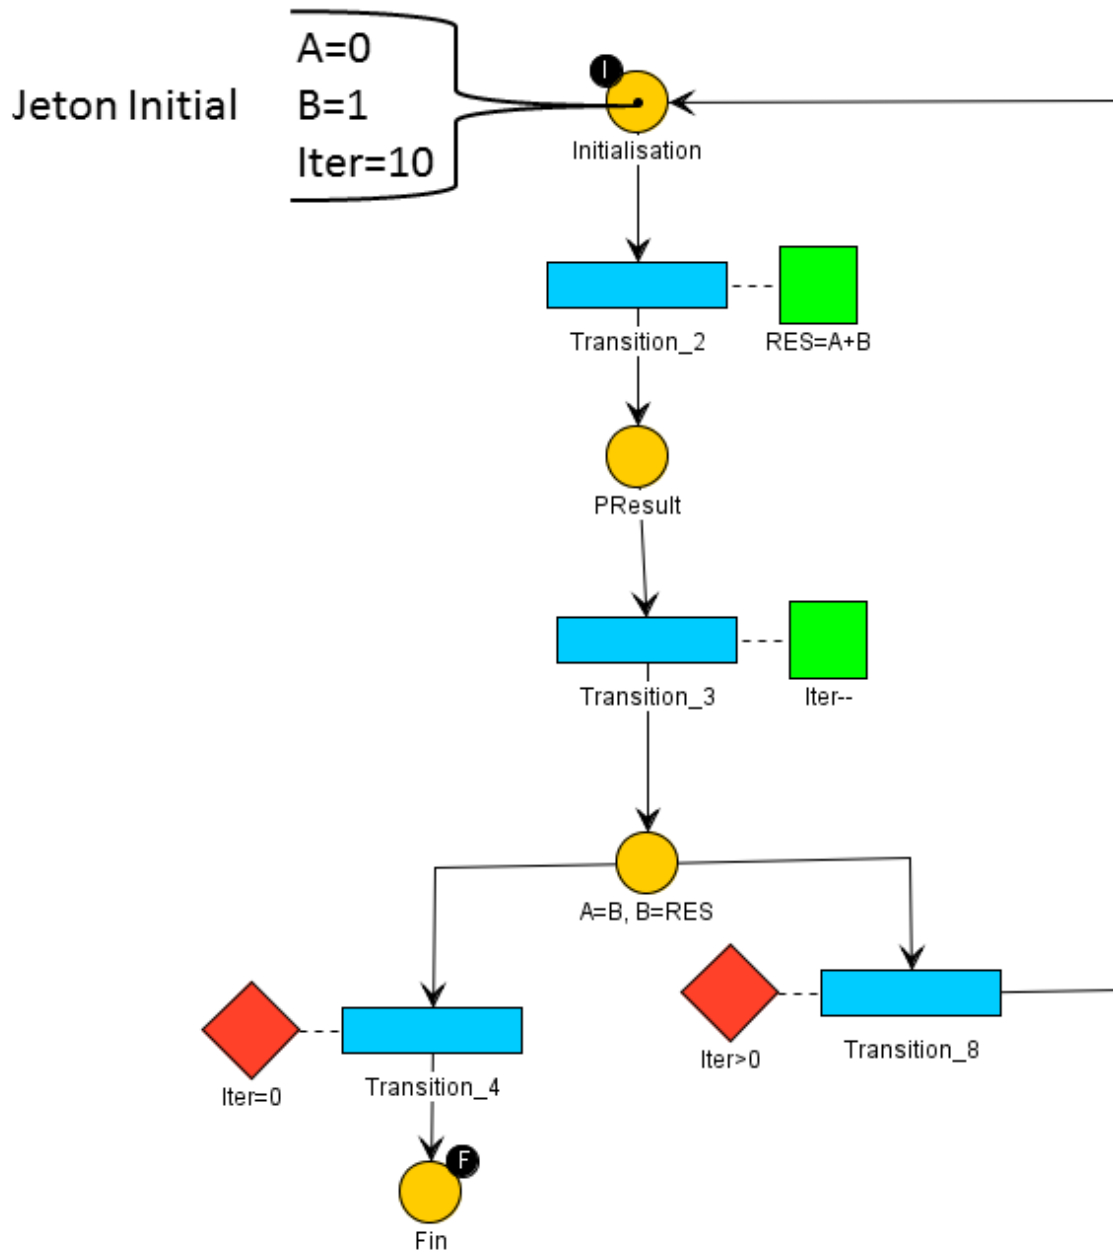 A=0
Jeton Initial
B=1
Iter=10
I
Initialisation
Transition_2
RES=A+B
PResult
Transition_3
Iter--
A=B, B=RES
Iter=0
Transition_4
Iter>0
Transition_8
F
Fin